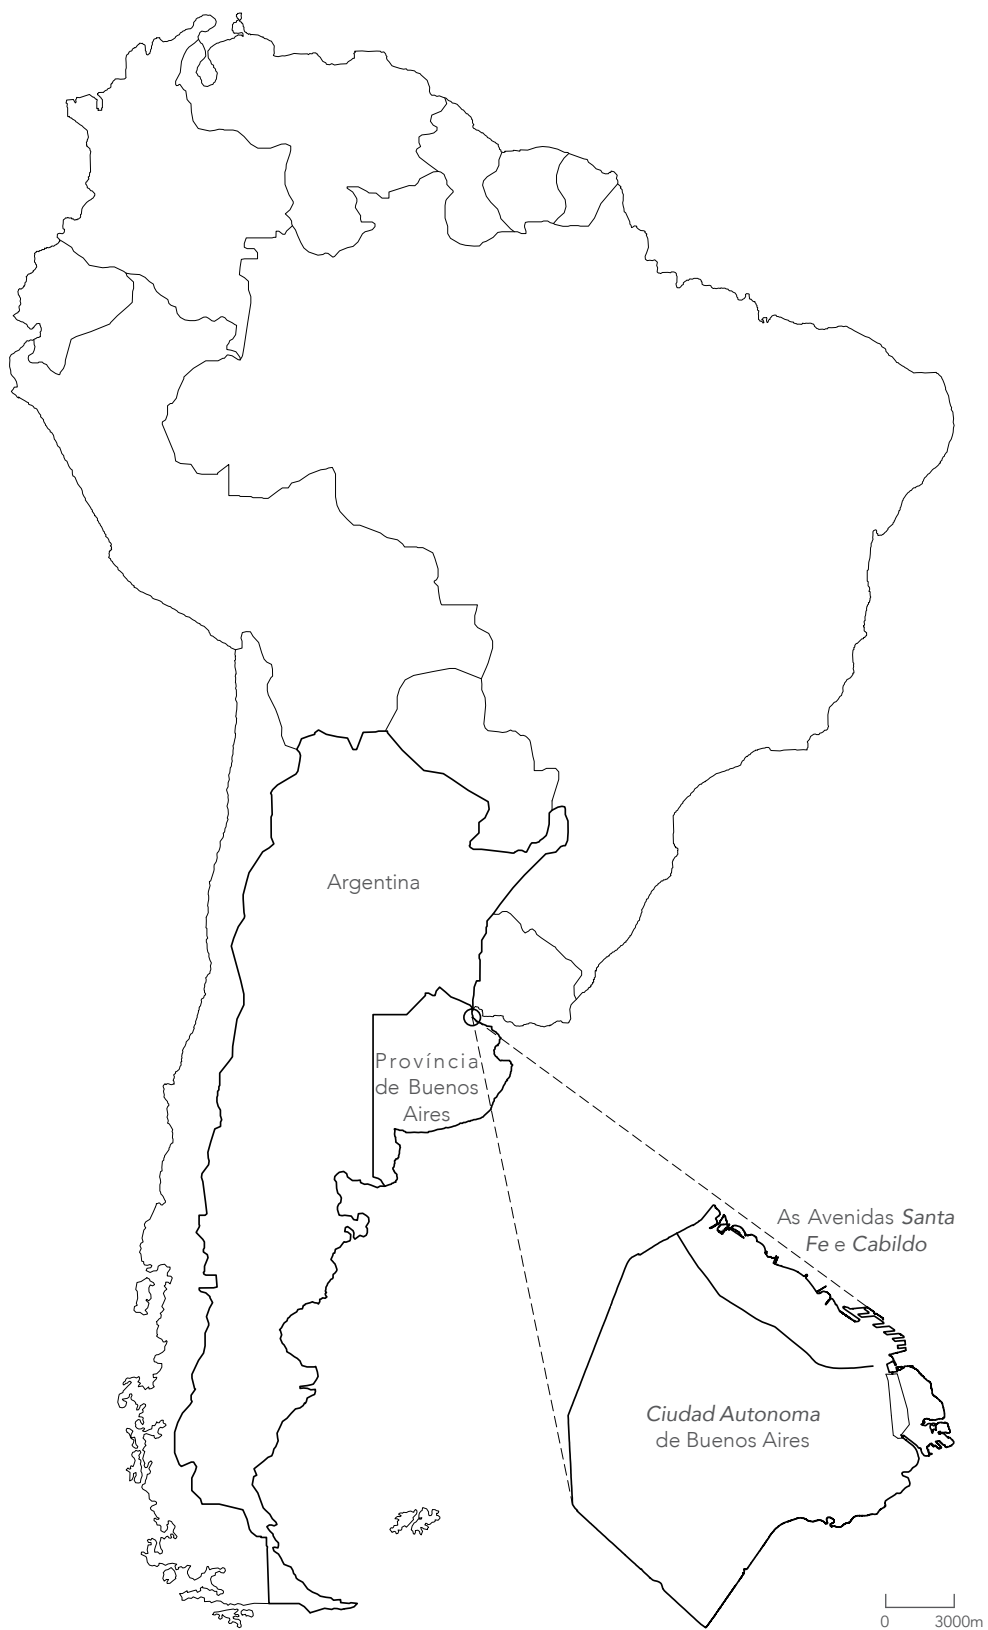 Argentina
Província
de Buenos
Aires
As Avenidas Santa
Fe e Cabildo
Ciudad Autonoma
de Buenos Aires
0 3000m